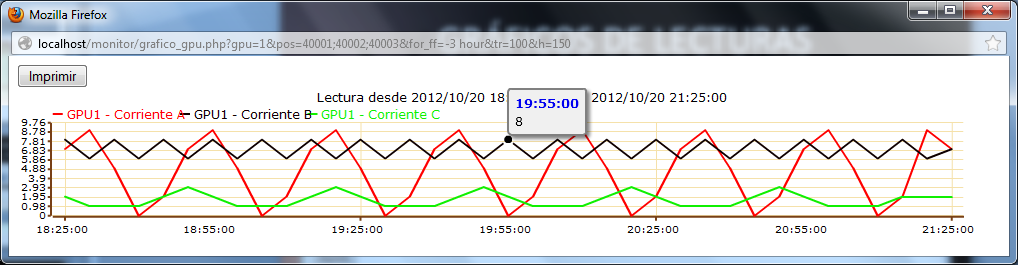 Mozilla Firefox
GRÁFICOS DE LECTURAS
localhost/monitor/grafico_gpu.php?gpu=1&pos=40001;40002;40003&for_ff=-3 hour&tr=100&h=150
Imprimir
Lectura desde 2012/10/20 18 2012/10/20 21:25:00
19:55:00
8
GPU1 - Corriente A GPU1 - Corriente B GPU1 - Corriente C
9.76
8.78
7.81
6.83
5.86
4.88
3.9
2.93
1.95
0.98
0
18:25:00 18:55:00 19:25:00 19:55:00 20:25:00 20:55:00 21:25:00